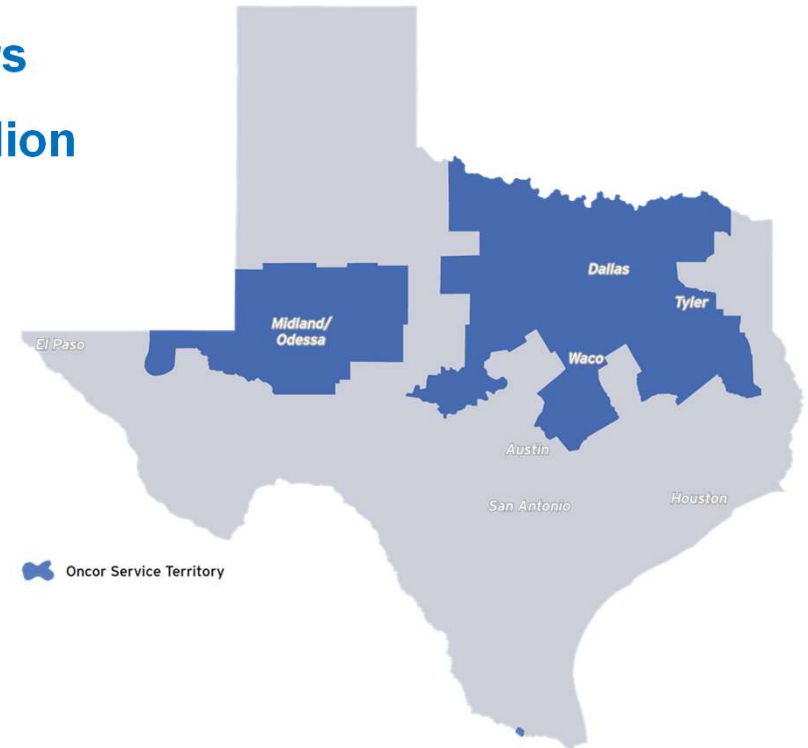 rs
lion
Dallas
Tyler
Midland/
Odessa
El Paso
Waco
Austin
San Antonio
Houston
Oncor Service Territory